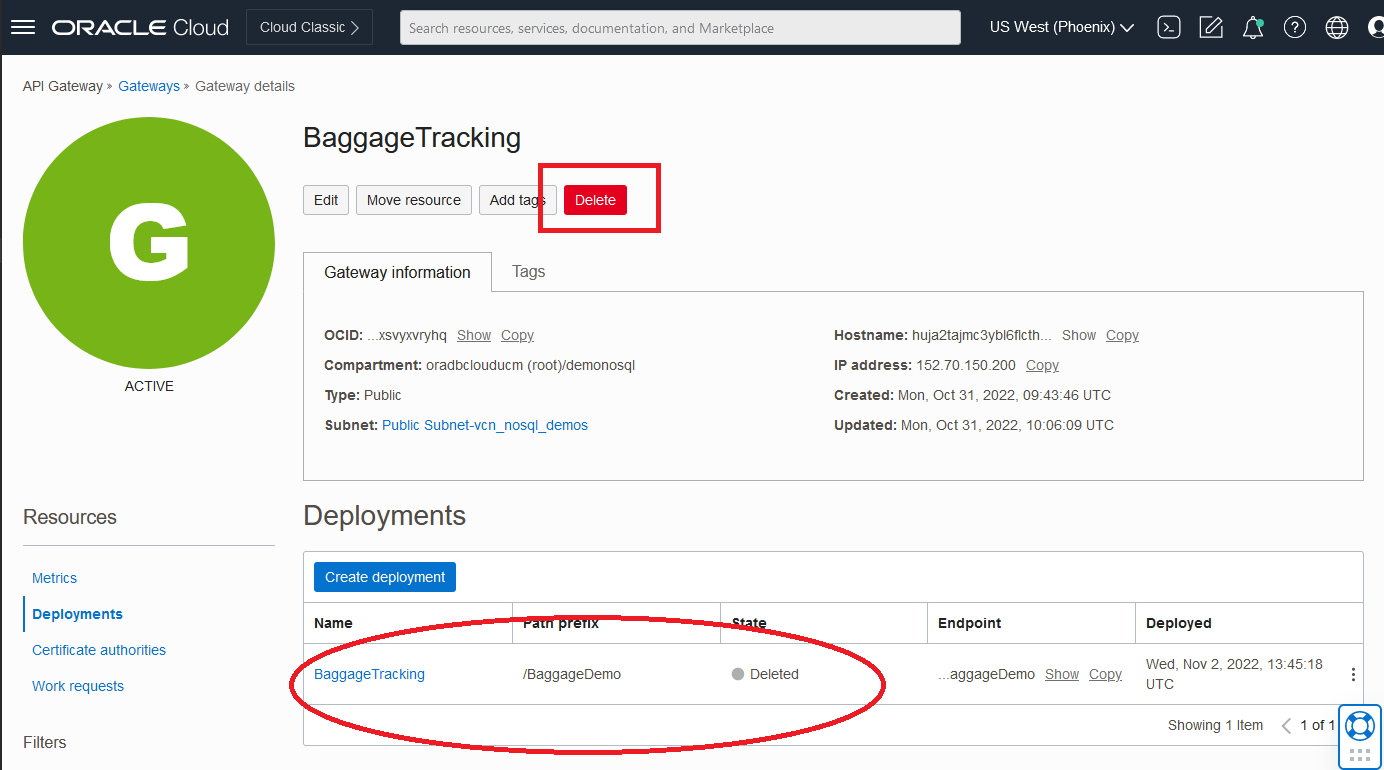 ORACLE Cloud Cloud Classic Search resources, services, documentation, and Marketplace US West (Phoenix)
API Gateway » Gateways » Gateway details
BaggageTracking
Edit Move resource Add tags Delete
G
ACTIVE
Gateway information Tags
OCID: ...xsvyxvryhq Show Copy
Compartment: oradbclouducm (root)/demonosql
Type: Public
Subnet: Public Subnet-vcn_nosql_demos
Hostname: huja2tajmc3ybl6flcth... Show Copy
IP address: 152.70.150.200 Copy
Created: Mon, Oct 31, 2022, 09:43:46 UTC
Updated: Mon, Oct 31, 2022, 10:06:09 UTC
Resources
Metrics
Deployments
Certificate authorities
Work requests
Filters
Deployments
Create deployment
Name Path prefix State Endpoint Deployed
BaggageTracking /BaggageDemo Deleted ...aggageDemo Show Copy Wed, Nov 2, 2022, 13:45:18
UTC
Showing 1 Item 1 of 1